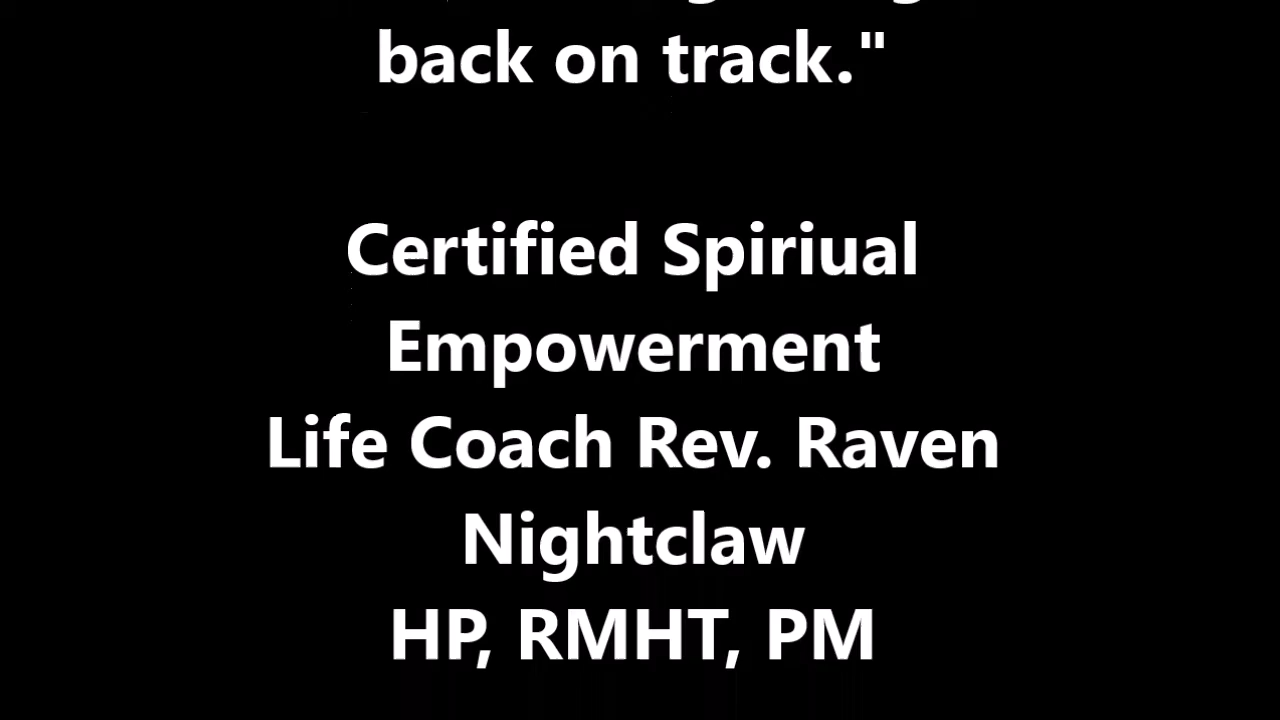 back on track."
Certified Spiriual
Empowerment
Life Coach Rev. Raven
Nightclaw
HP, RMHT, PM